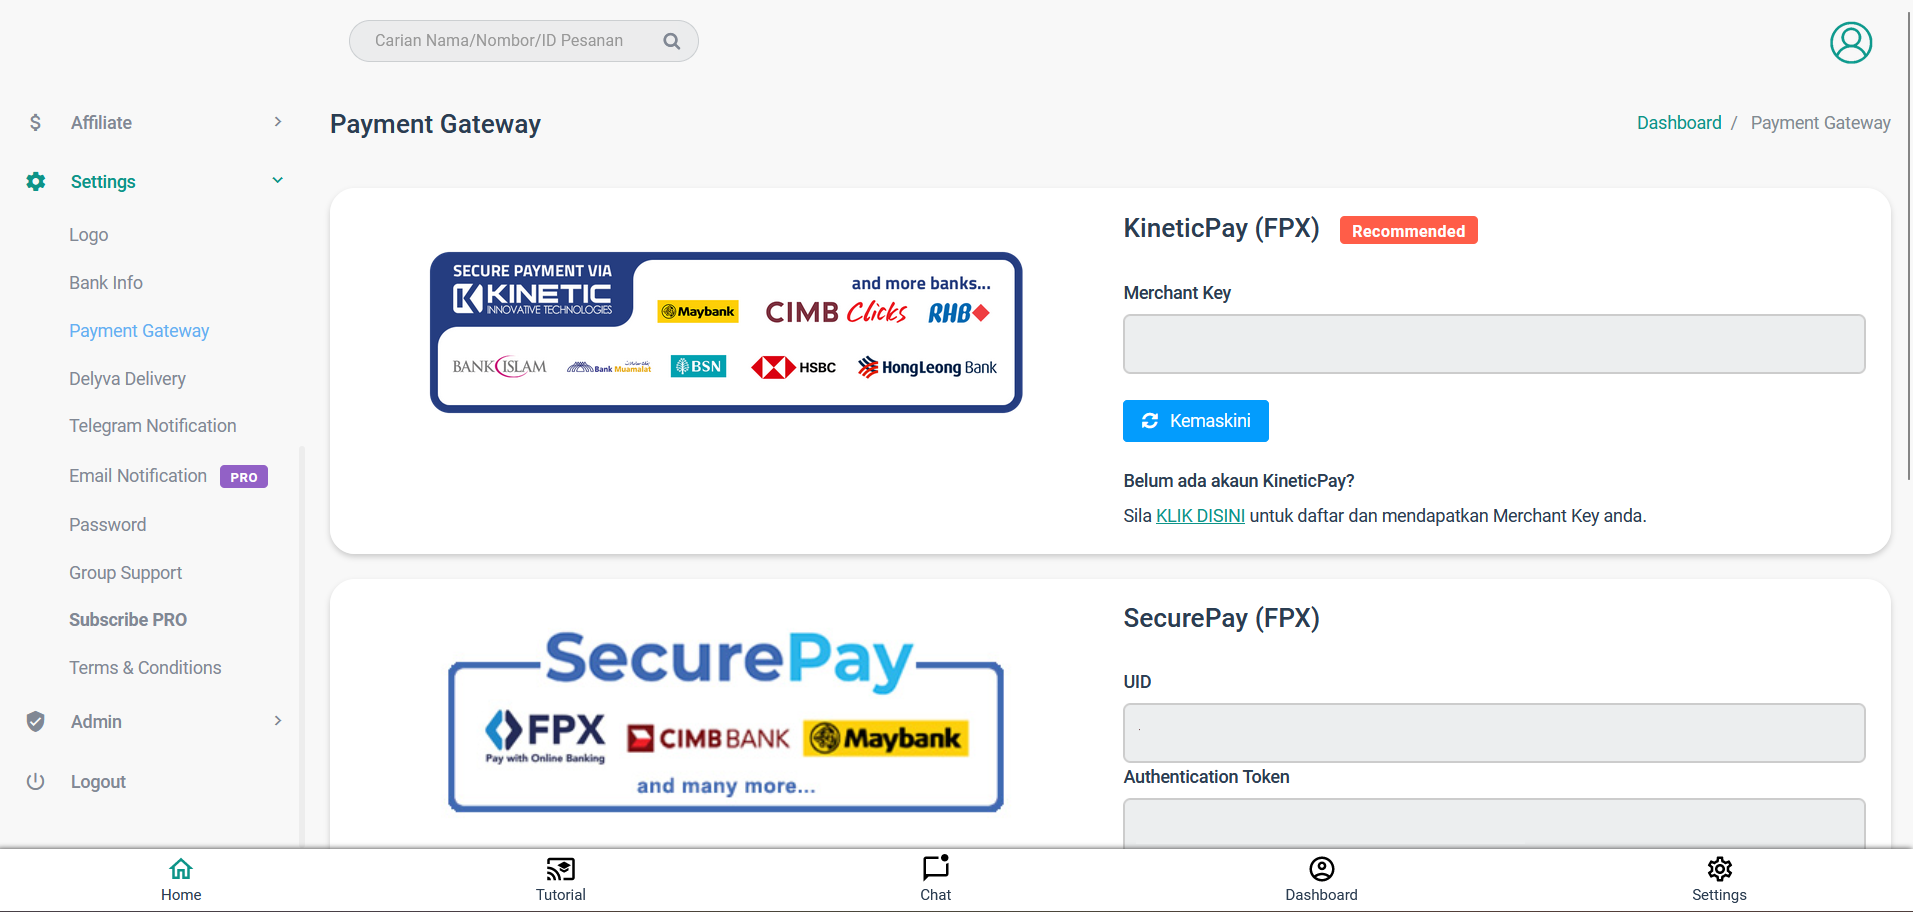 Carian Nama/Nombor/ID Pesanan
Affiliate
Settings
Logo
Bank Info
Payment Gateway
Delyva Delivery
Telegram Notification
Email Notification PRO
Password
Group Support
Subscribe PRO
Terms & Conditions
Admin
Logout
Payment Gateway
Dashboard / Payment Gateway
SECURE PAYMENT VIA
KINETIC
INNOVATIVE TECHNOLOGIES
and more banks...
Maybank CIMB Clicks RHB
BANK ISLAM Bank Muamalat BSN HSBC HongLeong Bank
KineticPay (FPX) Recommended
Merchant Key
Kemaskini
Belum ada akaun KineticPay?
Sila KLIK DISINI untuk daftar dan mendapatkan Merchant Key anda.
SecurePay
FPX
Pay with Online Banking
CIMB BANK
Maybank
and many more...
SecurePay (FPX)
UID
Authentication Token
Home
Tutorial
Chat
Dashboard
Settings